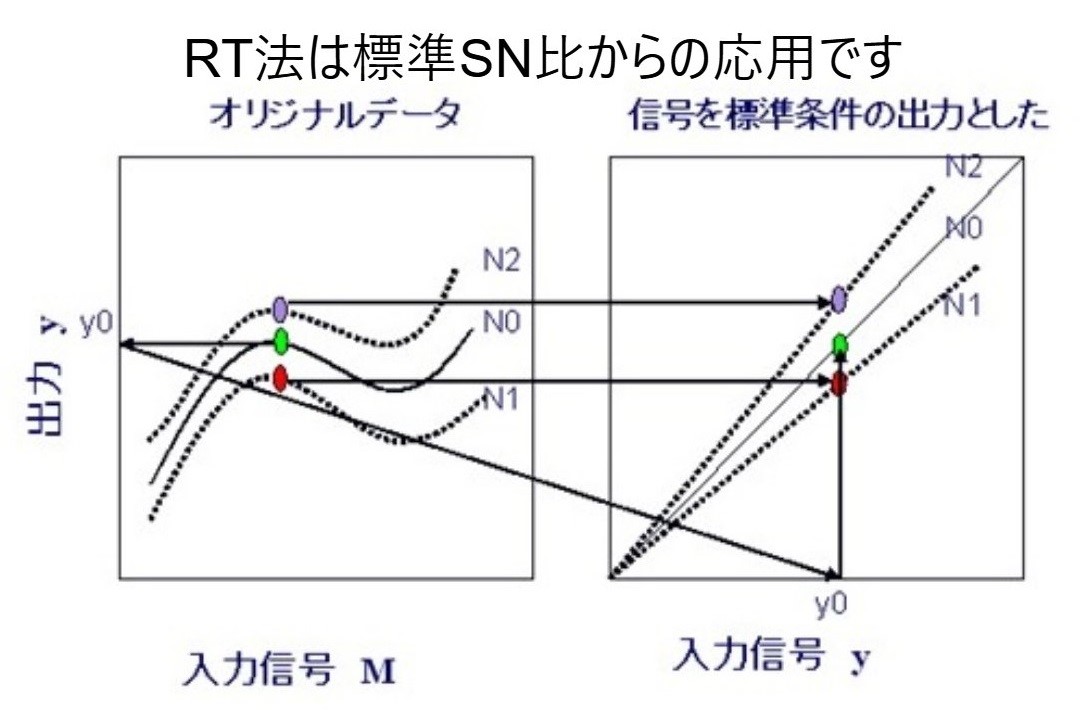 RT法は標準SN比からの応用です
オリジナルデータ
信号を標準条件の出力とした
N2
N0
N1
y0
出力 y
入力信号 M
N2
N0
N1
y0
入力信号 y